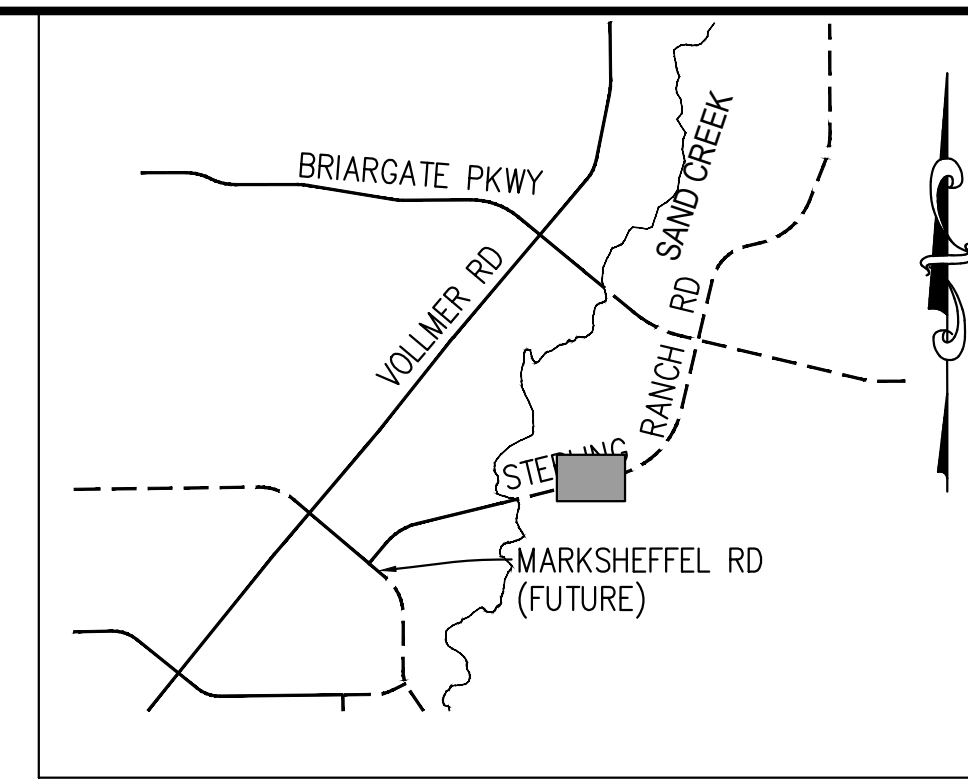 BRIARGATE PKWY
SAND CREEK
VOLLMER RD
RANCH RD
MARKSHEFFEL RD
(FUTURE)